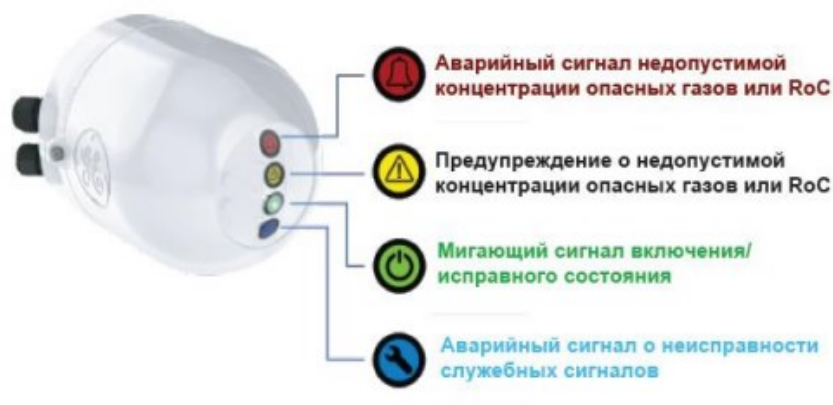 Аварийный сигнал недопустимой
концентрации опасных газов или RoC
Предупреждение о недопустимой
концентрации опасных газов или RoC
Мигающий сигнал включения/
исправного состояния
Аварийный сигнал о неисправности
служебных сигналов